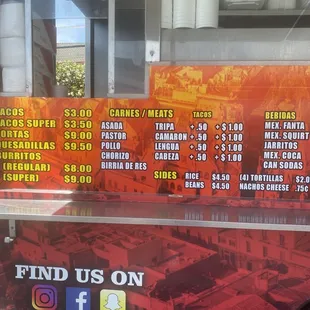 TACOS $3.00
TACOS SUPER $3.50
TORTAS $9.00
QUESADILLAS $9.50
BURRITOS
(REGULAR) $8.00
(SUPER) $9.00
CARNES / MEATS
ASADA
PASTOR
POLLO
CHORIZO
BIRRIA DE RES
TACOS
TRIPA +.50 + $1.00
CAMARON +.50 + $1.00
LENGUA +.50 + $1.00
CABEZA +.50 + $1.00
SIDES RICE $4.50 (4) TORTILLAS
BEANS $4.50 NACHOS CHEESE .75¢
BEBIDAS
MEX. FANTA
MEX. SQUIRT
JARRITOS
MEX. COCA
CAN SODAS
FIND US ON